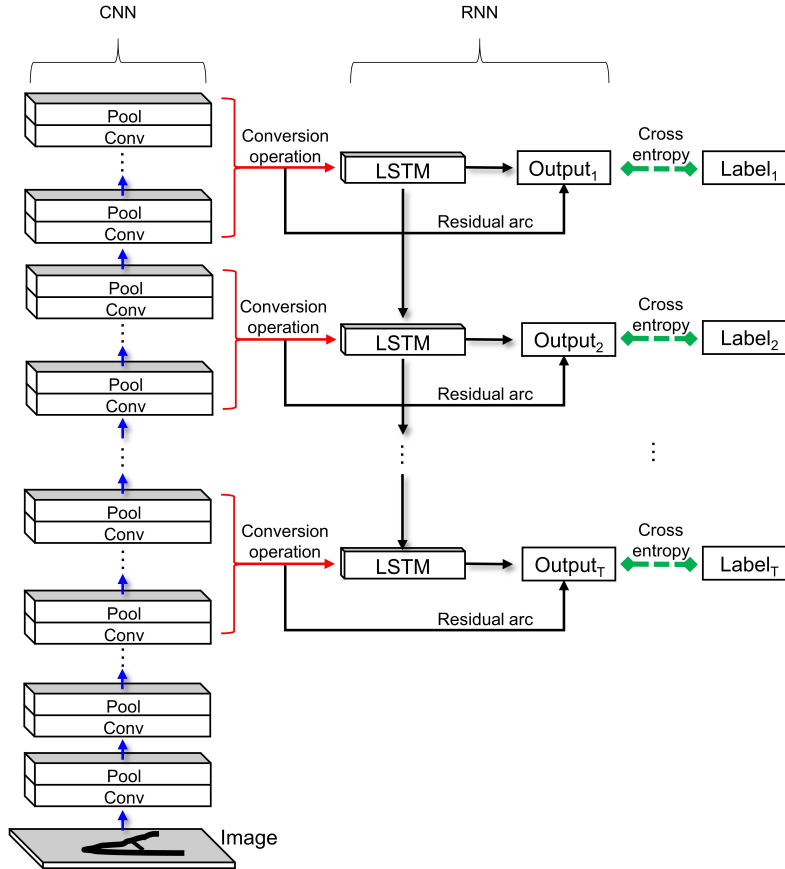 CNN
RNN
Pool
Conv
Conversion
operation
LSTM
Output₁
Cross
entropy
Label₁
Pool
Conv
Residual arc
Pool
Conv
Conversion
operation
LSTM
Output₂
Cross
entropy
Label₂
Pool
Conv
Residual arc
Pool
Conv
Conversion
operation
LSTM
Output_T
Cross
entropy
Label_T
Pool
Conv
Residual arc
Pool
Conv
Pool
Conv
Image